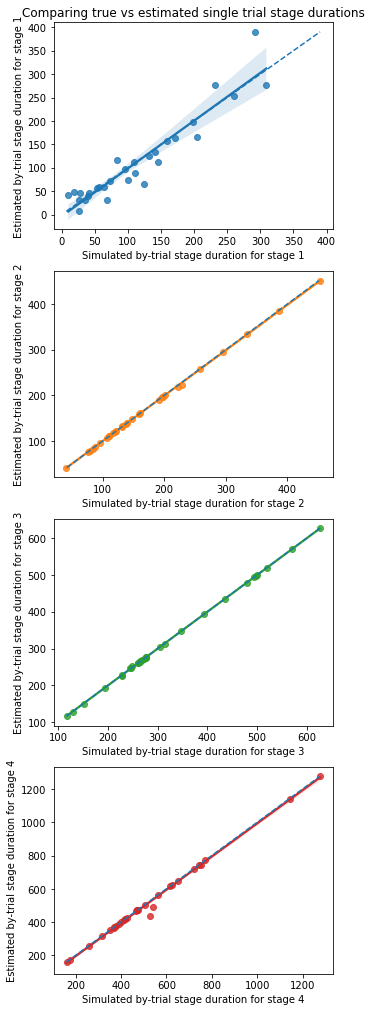 Comparing true vs estimated single trial stage durations
Estimated by-trial stage duration for stage 1
400
350
300
250
200
150
100
50
0
0 50 100 150 200 250 300 350 400
Simulated by-trial stage duration for stage 1
Estimated by-trial stage duration for stage 2
400
300
200
100
100 200 300 400
Simulated by-trial stage duration for stage 2
Estimated by-trial stage duration for stage 3
600
500
400
300
200
100
100 200 300 400 500 600
Simulated by-trial stage duration for stage 3
Estimated by-trial stage duration for stage 4
1200
1000
800
600
400
200
200 400 600 800 1000 1200
Simulated by-trial stage duration for stage 4